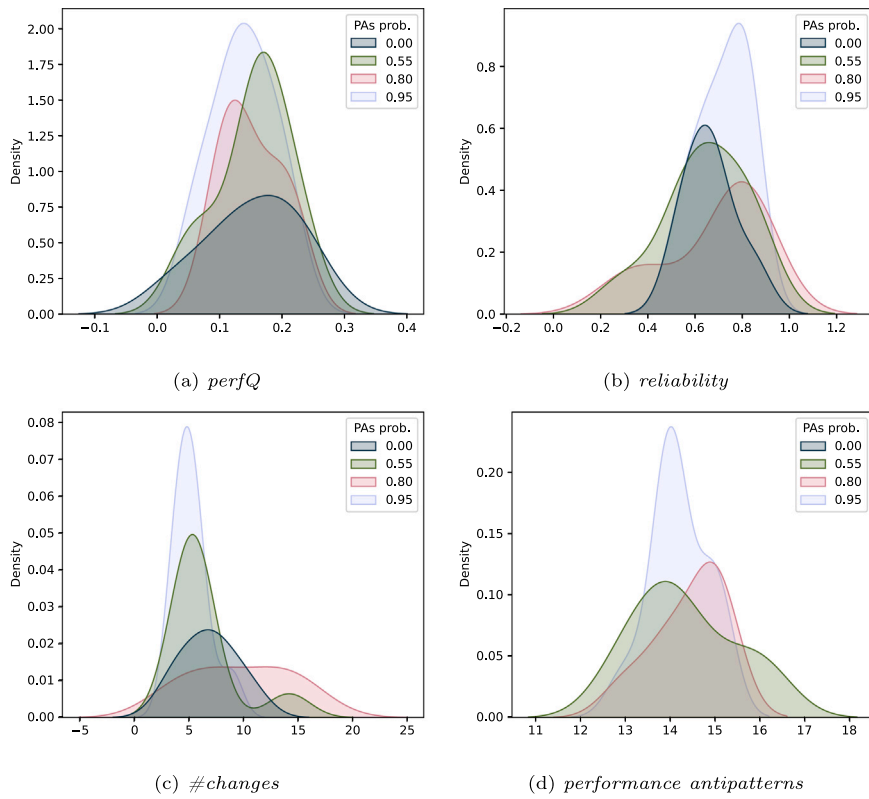 PAs prob.
0.00
0.55
0.80
0.95
2.00
1.75
1.50
1.25
1.00
0.75
0.50
0.25
0.00
Density
−0.1 0.0 0.1 0.2 0.3 0.4
(a) perfQ
PAs prob.
0.00
0.55
0.80
0.95
0.8
0.6
0.4
0.2
0.0
Density
−0.2 0.0 0.2 0.4 0.6 0.8 1.0 1.2
(b) reliability
PAs prob.
0.00
0.55
0.80
0.95
0.08
0.07
0.06
0.05
0.04
0.03
0.02
0.01
0.00
Density
−5 0 5 10 15 20 25
(c) #changes
PAs prob.
0.00
0.55
0.80
0.95
0.20
0.15
0.10
0.05
0.00
Density
11 12 13 14 15 16 17 18
(d) performance antipatterns